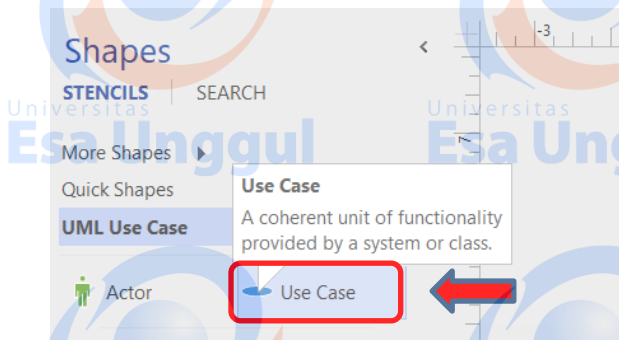 Shapes
-3
STENCILS
SEARCH
Universitas
Esa Unggul
Universitas
Esa Ung
More Shapes
7
Quick Shapes
Use Case
A coherent unit of functionality
provided by a system or class.
UML Use Case
Actor
Use Case